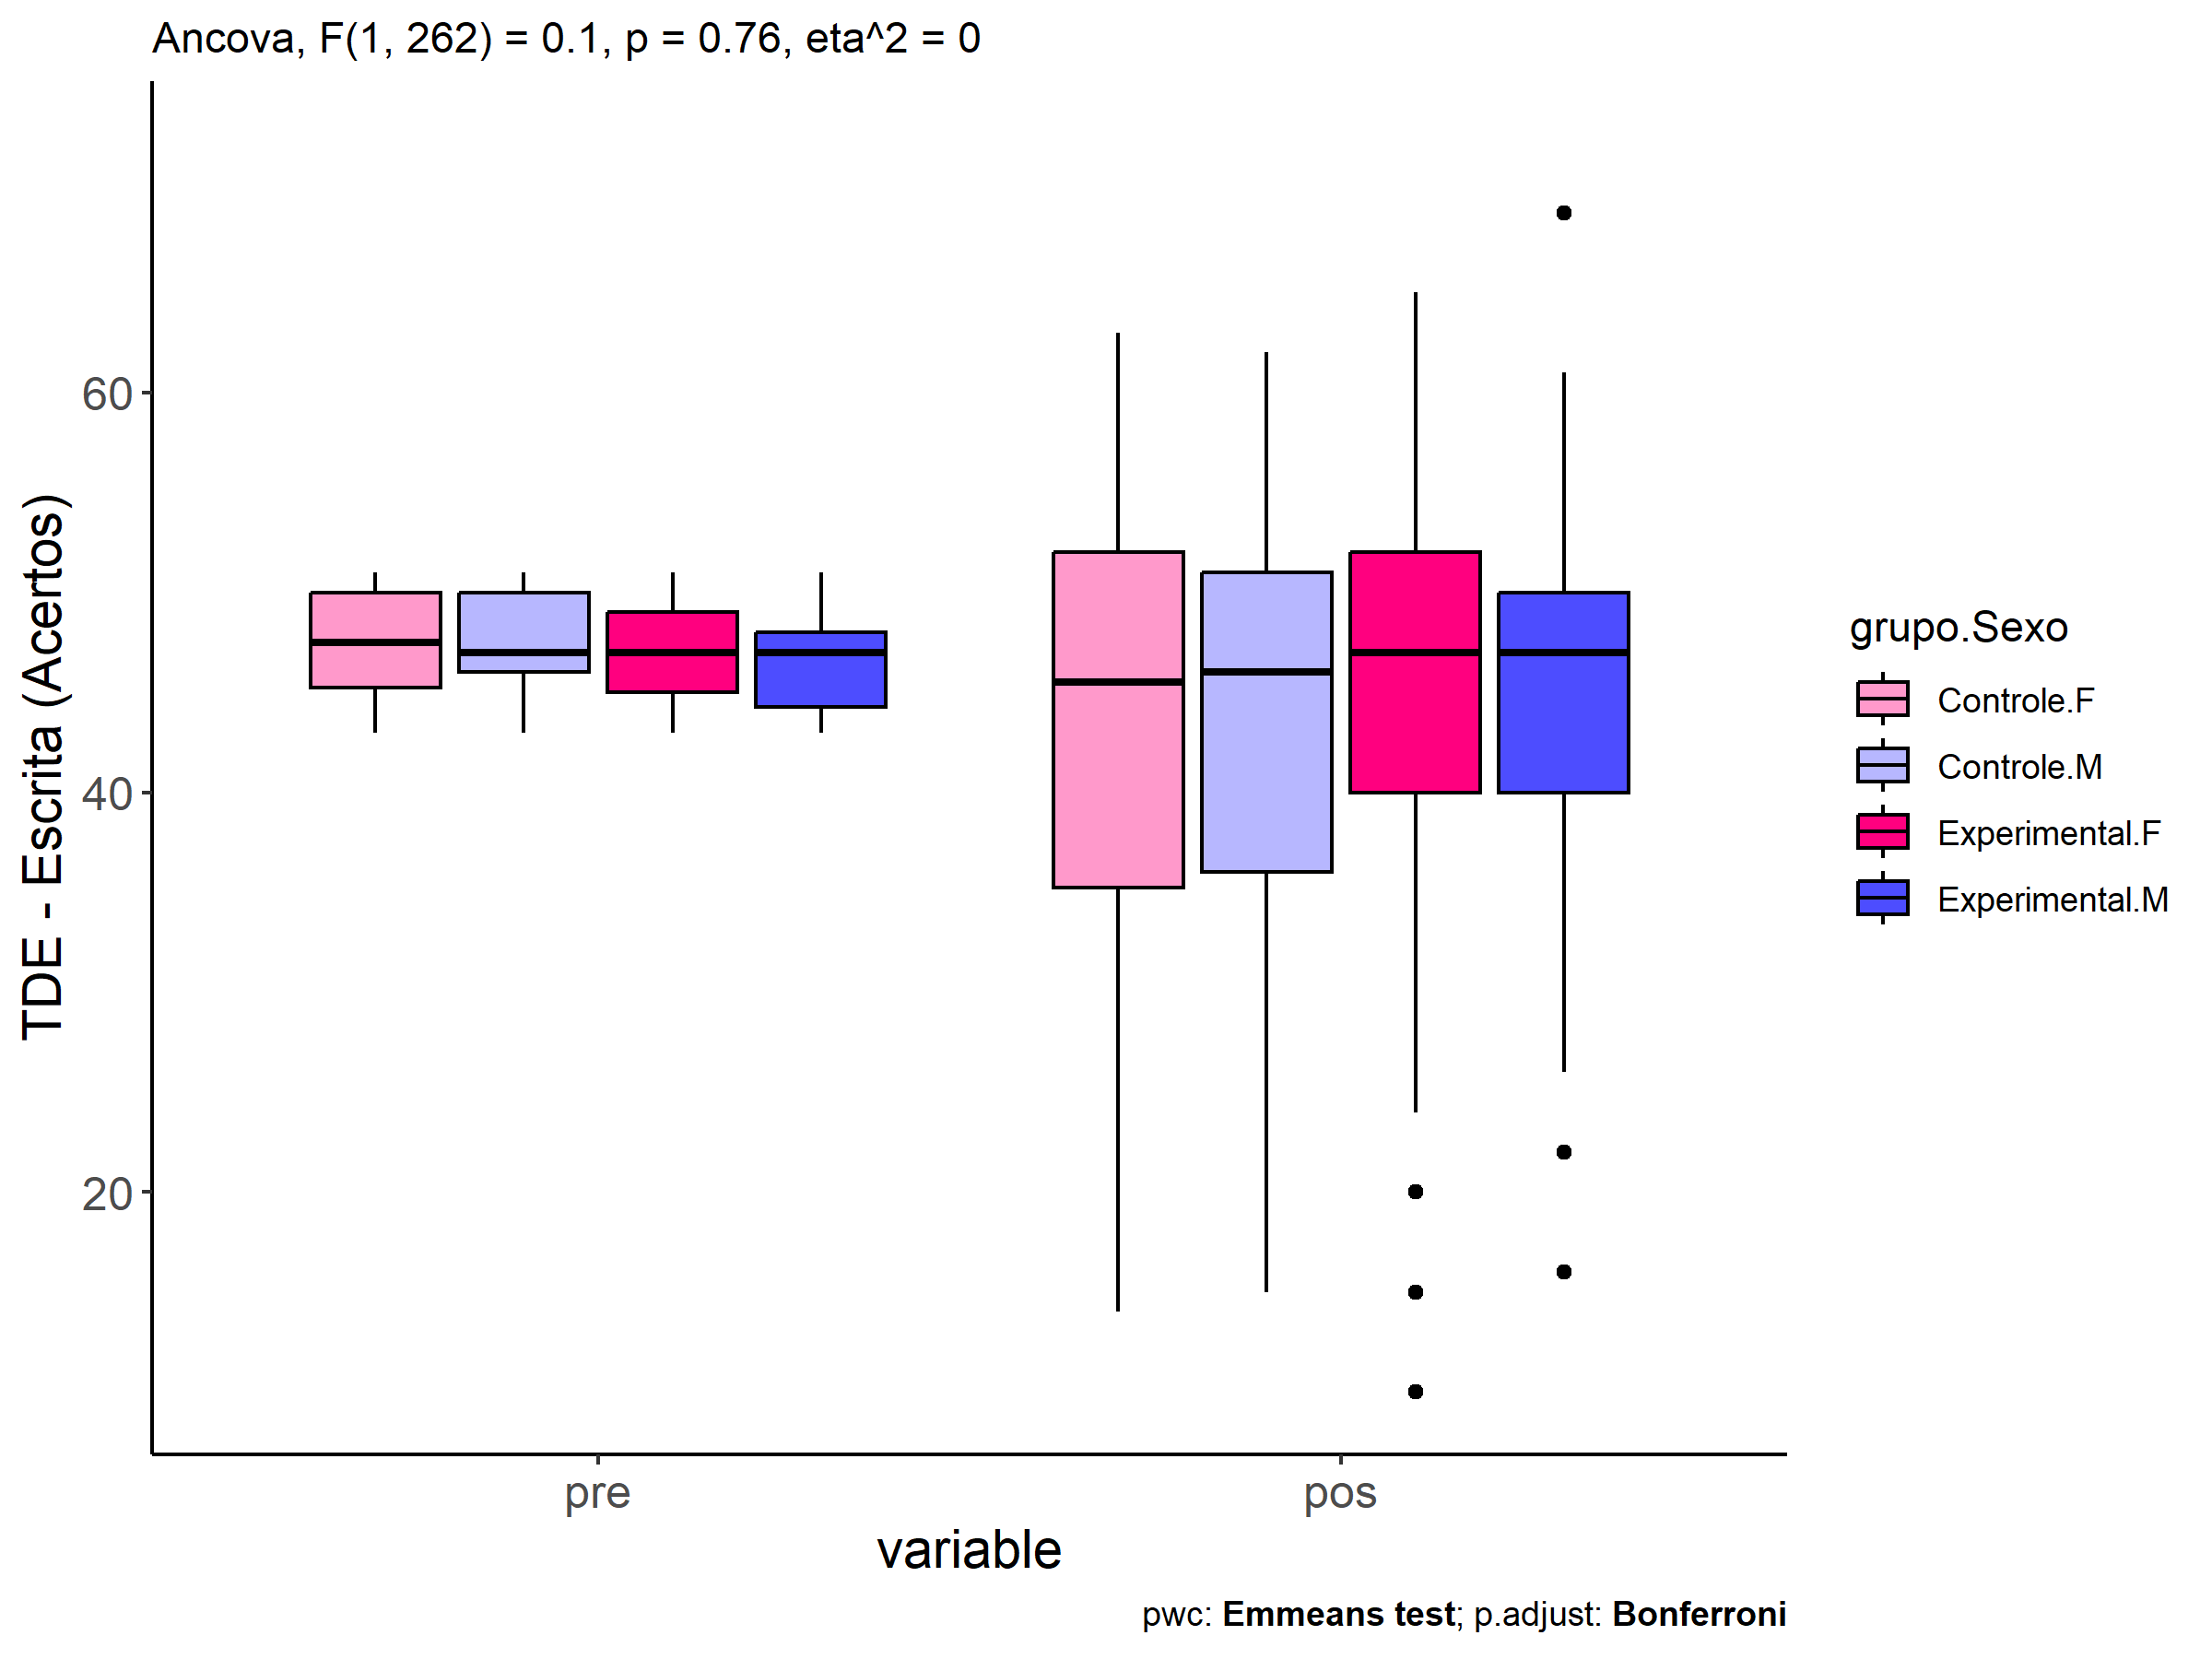 Ancova, F(1, 262) = 0.1, p = 0.76, eta^2 = 0
TDE - Escrita (Acertos)
60
40
20
pre
pos
variable
grupo.Sexo
Controle.F
Controle.M
Experimental.F
Experimental.M
pwc: Emmeans test; p.adjust: Bonferroni